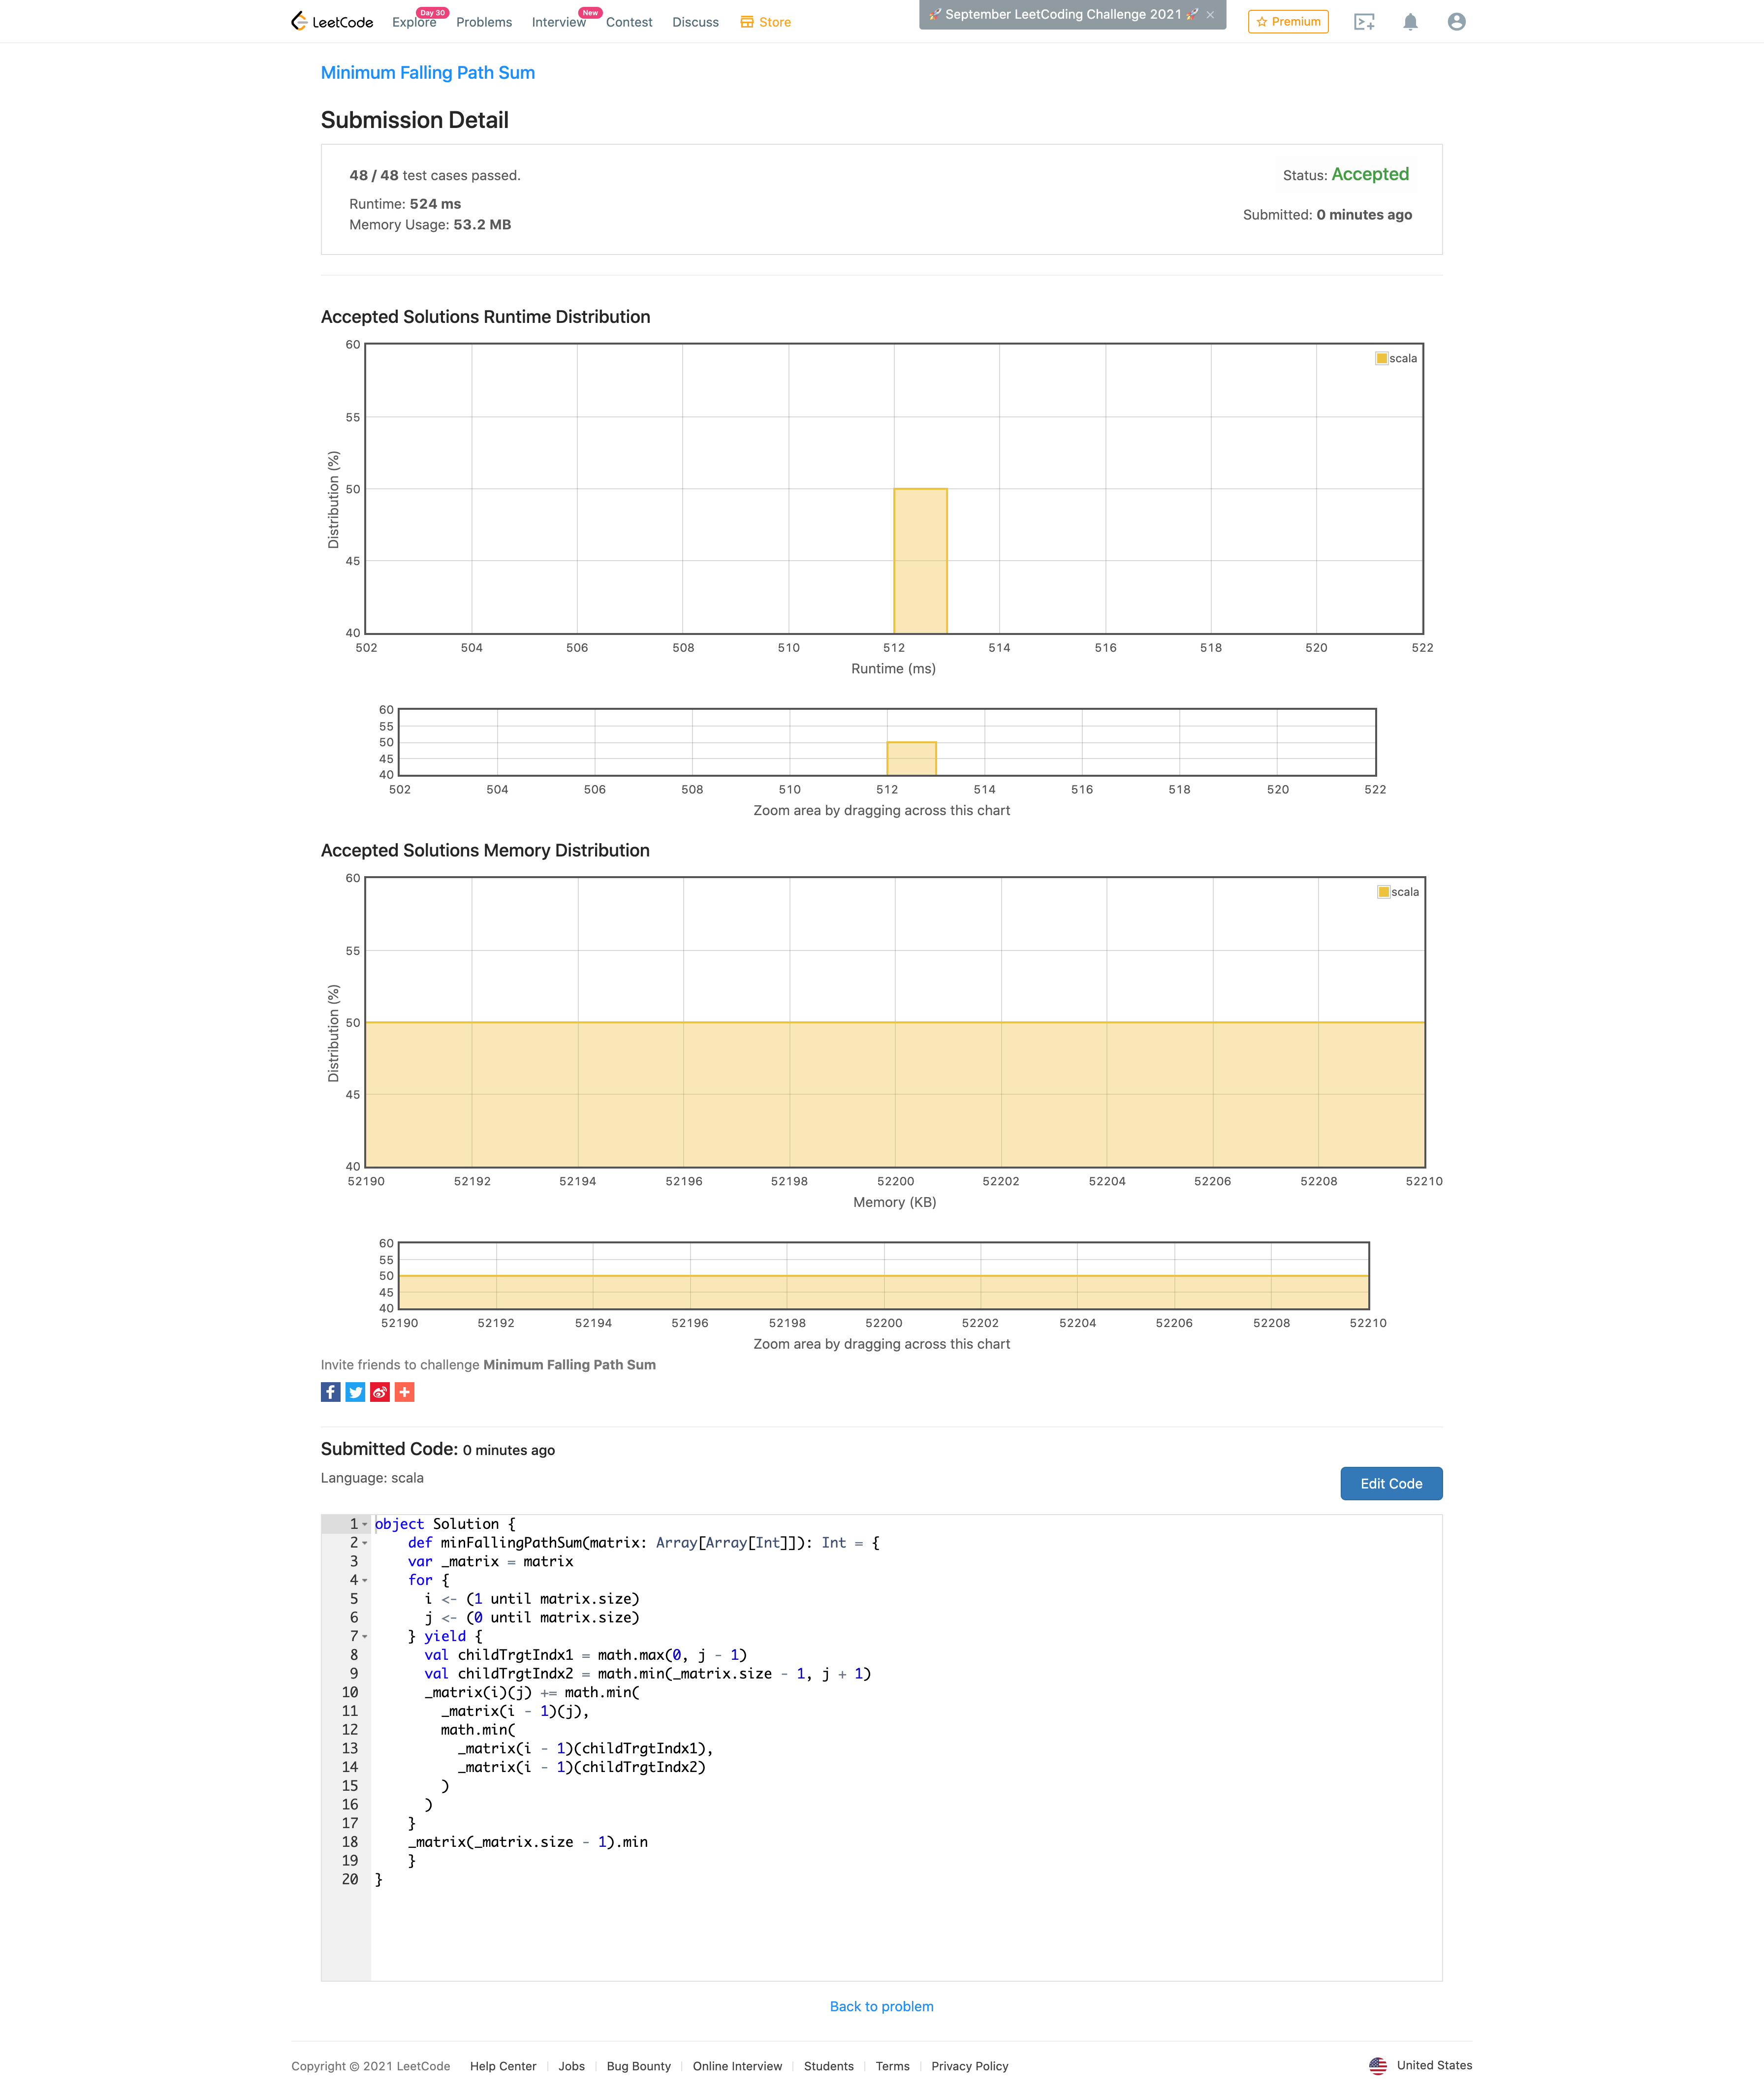 LeetCode Explore Day 30 Problems Interview New Contest Discuss Store 🚀 September LeetCoding Challenge 2021 🚀 × Premium
Minimum Falling Path Sum
Submission Detail
48 / 48 test cases passed. Status: Accepted
Runtime: 524 ms
Memory Usage: 53.2 MB
Submitted: 0 minutes ago
Accepted Solutions Runtime Distribution
60
55
50
45
40
Distribution (%)
scala
502 504 506 508 510 512 514 516 518 520 522
Runtime (ms)
60
55
50
45
40
502 504 506 508 510 512 514 516 518 520 522
Zoom area by dragging across this chart
Accepted Solutions Memory Distribution
60
55
50
45
40
Distribution (%)
scala
52190 52192 52194 52196 52198 52200 52202 52204 52206 52208 52210
Memory (KB)
60
55
50
45
40
52190 52192 52194 52196 52198 52200 52202 52204 52206 52208 52210
Zoom area by dragging across this chart
Invite friends to challenge Minimum Falling Path Sum
Submitted Code: 0 minutes ago
Language: scala
Edit Code
1 object Solution {
2     def minFallingPathSum(matrix: Array[Array[Int]]): Int = {
3     var _matrix = matrix
4     for {
5       i <- (1 until matrix.size)
6       j <- (0 until matrix.size)
7     } yield {
8       val childTrgtIndx1 = math.max(0, j - 1)
9       val childTrgtIndx2 = math.min(_matrix.size - 1, j + 1)
10       _matrix(i)(j) += math.min(
11         _matrix(i - 1)(j),
12         math.min(
13           _matrix(i - 1)(childTrgtIndx1),
14           _matrix(i - 1)(childTrgtIndx2)
15         )
16       )
17     }
18     _matrix(_matrix.size - 1).min
19     }
20 }
Back to problem
Copyright © 2021 LeetCode Help Center | Jobs | Bug Bounty | Online Interview | Students | Terms | Privacy Policy United States